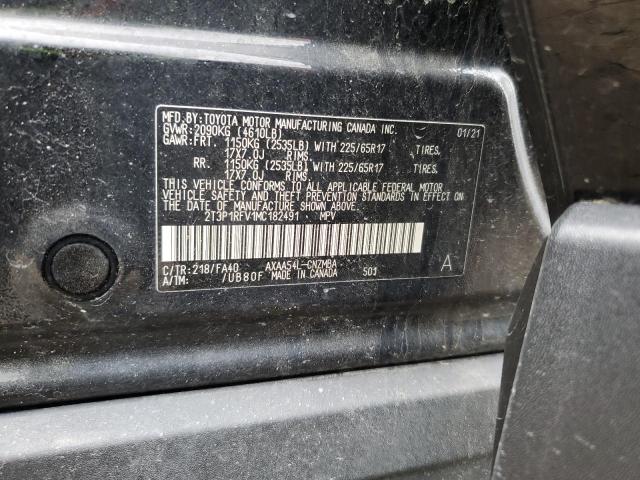 MFD.BY:TOYOTA MOTOR MANUFACTURING CANADA INC. 01/21
GVWR:2090KG (4610LB)
GAWR:FRT. 1150KG (2535LB) WITH 225/65R17 TIRES.
17X7.0J RIMS.
RR. 1150KG (2535LB) WITH 225/65R17 TIRES.
17X7.0J RIMS.
THIS VEHICLE CONFORMS TO ALL APPLICABLE FEDERAL MOTOR
VEHICLE SAFETY AND THEFT PREVENTION STANDARDS IN EFFECT ON
THE DATE OF MANUFACTURE SHOWN ABOVE.
2T3P1RFV1MC182491 MPV
C/TR:218/FA40 AXAA54L-CNZMBA A
A/TM: /UB80F MADE IN CANADA 503